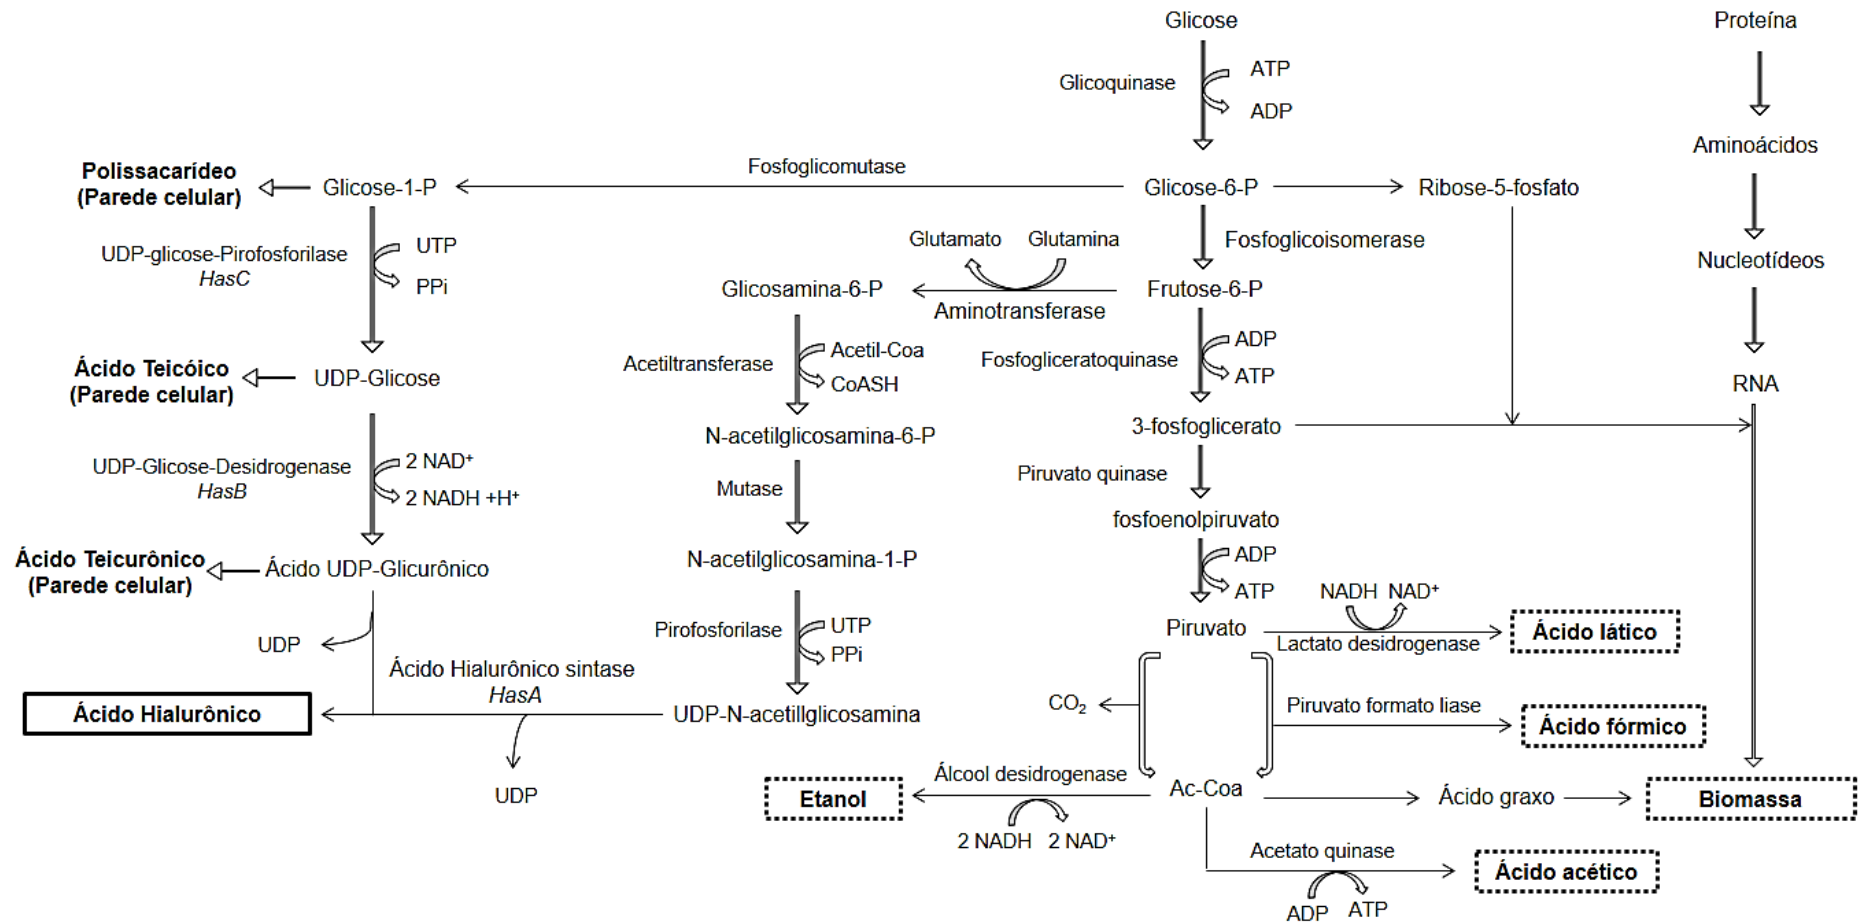 Glicose
Proteína
Glicoquinase
ATP
ADP
Aminoácidos
Polissacarídeo
(Parede celular)
Glicose-1-P
Fosfoglicomutase
Glicose-6-P
Ribose-5-fosfato
UDP-glicose-Pirofosforilase
HasC
UTP
PPi
Glutamato
Glutamina
Fosfoglicoisomerase
Nucleotídeos
Glicosamina-6-P
Aminotransferase
Frutose-6-P
Acetiltransferase
Acetil-Coa
CoASH
Fosfogliceratoquinase
ADP
ATP
Ácido Teicóico
(Parede celular)
UDP-Glicose
RNA
N-acetilglicosamina-6-P
3-fosfoglicerato
UDP-Glicose-Desidrogenase
HasB
2 NAD⁺
2 NADH +H⁺
Mutase
Piruvato quinase
fosfoenolpiruvato
Ácido Teicurônico
(Parede celular)
Ácido UDP-Glicurônico
N-acetilglicosamina-1-P
ADP
ATP
NADH NAD⁺
UDP
Pirofosforilase
UTP
PPi
Piruvato
Lactato desidrogenase
Ácido lático
Ácido Hialurônico sintase
HasA
Ácido Hialurônico
UDP-N-acetillglicosamina
CO₂
Piruvato formato liase
Ácido fórmico
UDP
Etanol
Álcool desidrogenase
2 NADH 2 NAD⁺
Ac-Coa
Ácido graxo
Biomassa
Acetato quinase
ADP ATP
Ácido acético